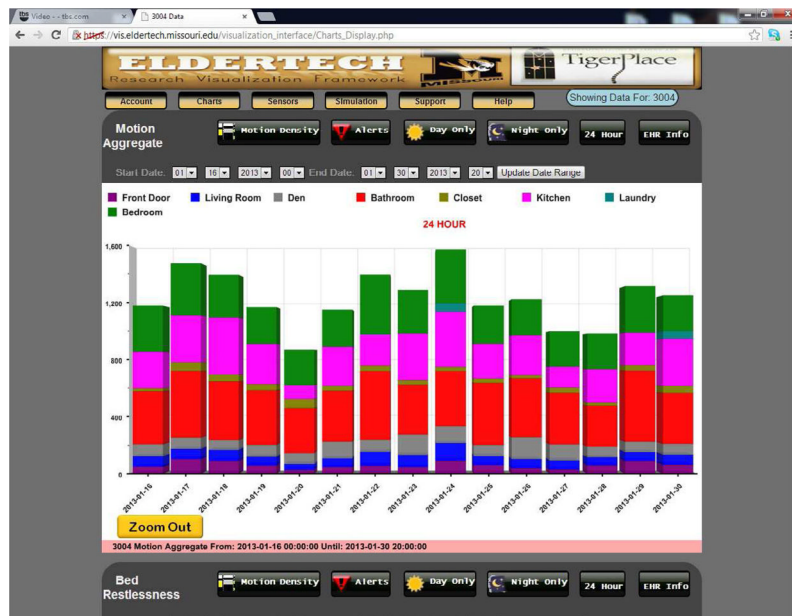 Video - - tbs.com
3004 Data
https://vis.eldertech.missouri.edu/visualization_interface/Charts_Display.php
ELDERTECH
Research Visualization Framework
MISSOURI
TigerPlace
Account Charts Sensors Simulation Support Help
Showing Data For: 3004
Motion Aggregate
Motion Density Alerts Day Only Night Only 24 Hour EHR Info
Start Date. 01 16 2013 00 End Date. 01 30 2013 20 Update Date Range
Front Door Living Room Den Bathroom Closet Kitchen Laundry
Bedroom
24 HOUR
1,600
1,200
800
400
0
2013-01-16 2013-01-17 2013-01-18 2013-01-19 2013-01-20 2013-01-21 2013-01-22 2013-01-23 2013-01-24 2013-01-25 2013-01-26 2013-01-27 2013-01-28 2013-01-29 2013-01-30
Zoom Out
3004 Motion Aggregate From: 2013-01-16 00:00:00 Until: 2013-01-30 20:00:00
Bed Restlessness
Motion Density Alerts Day Only Night Only 24 Hour EHR Info